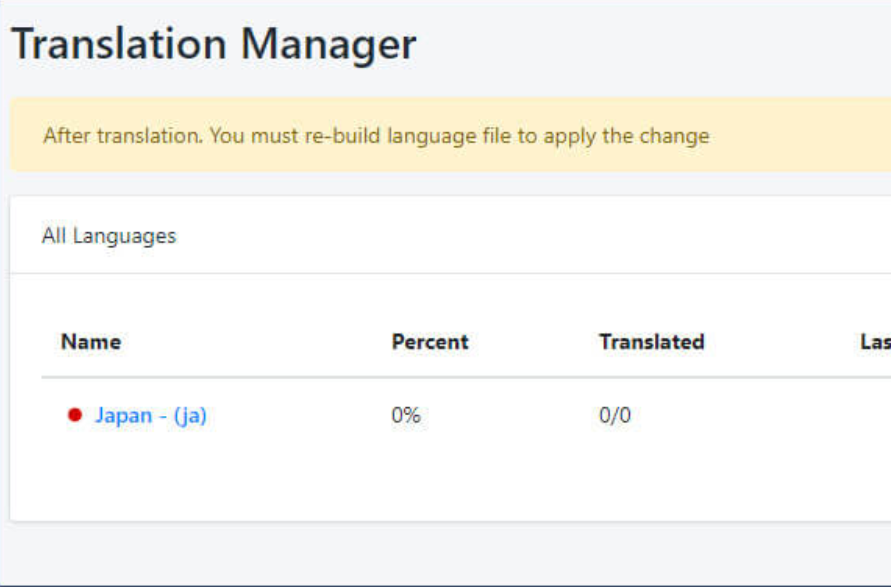 Translation Manager
After translation. You must re-build language file to apply the change
All Languages
Name Percent Translated Las
Japan - (ja) 0% 0/0